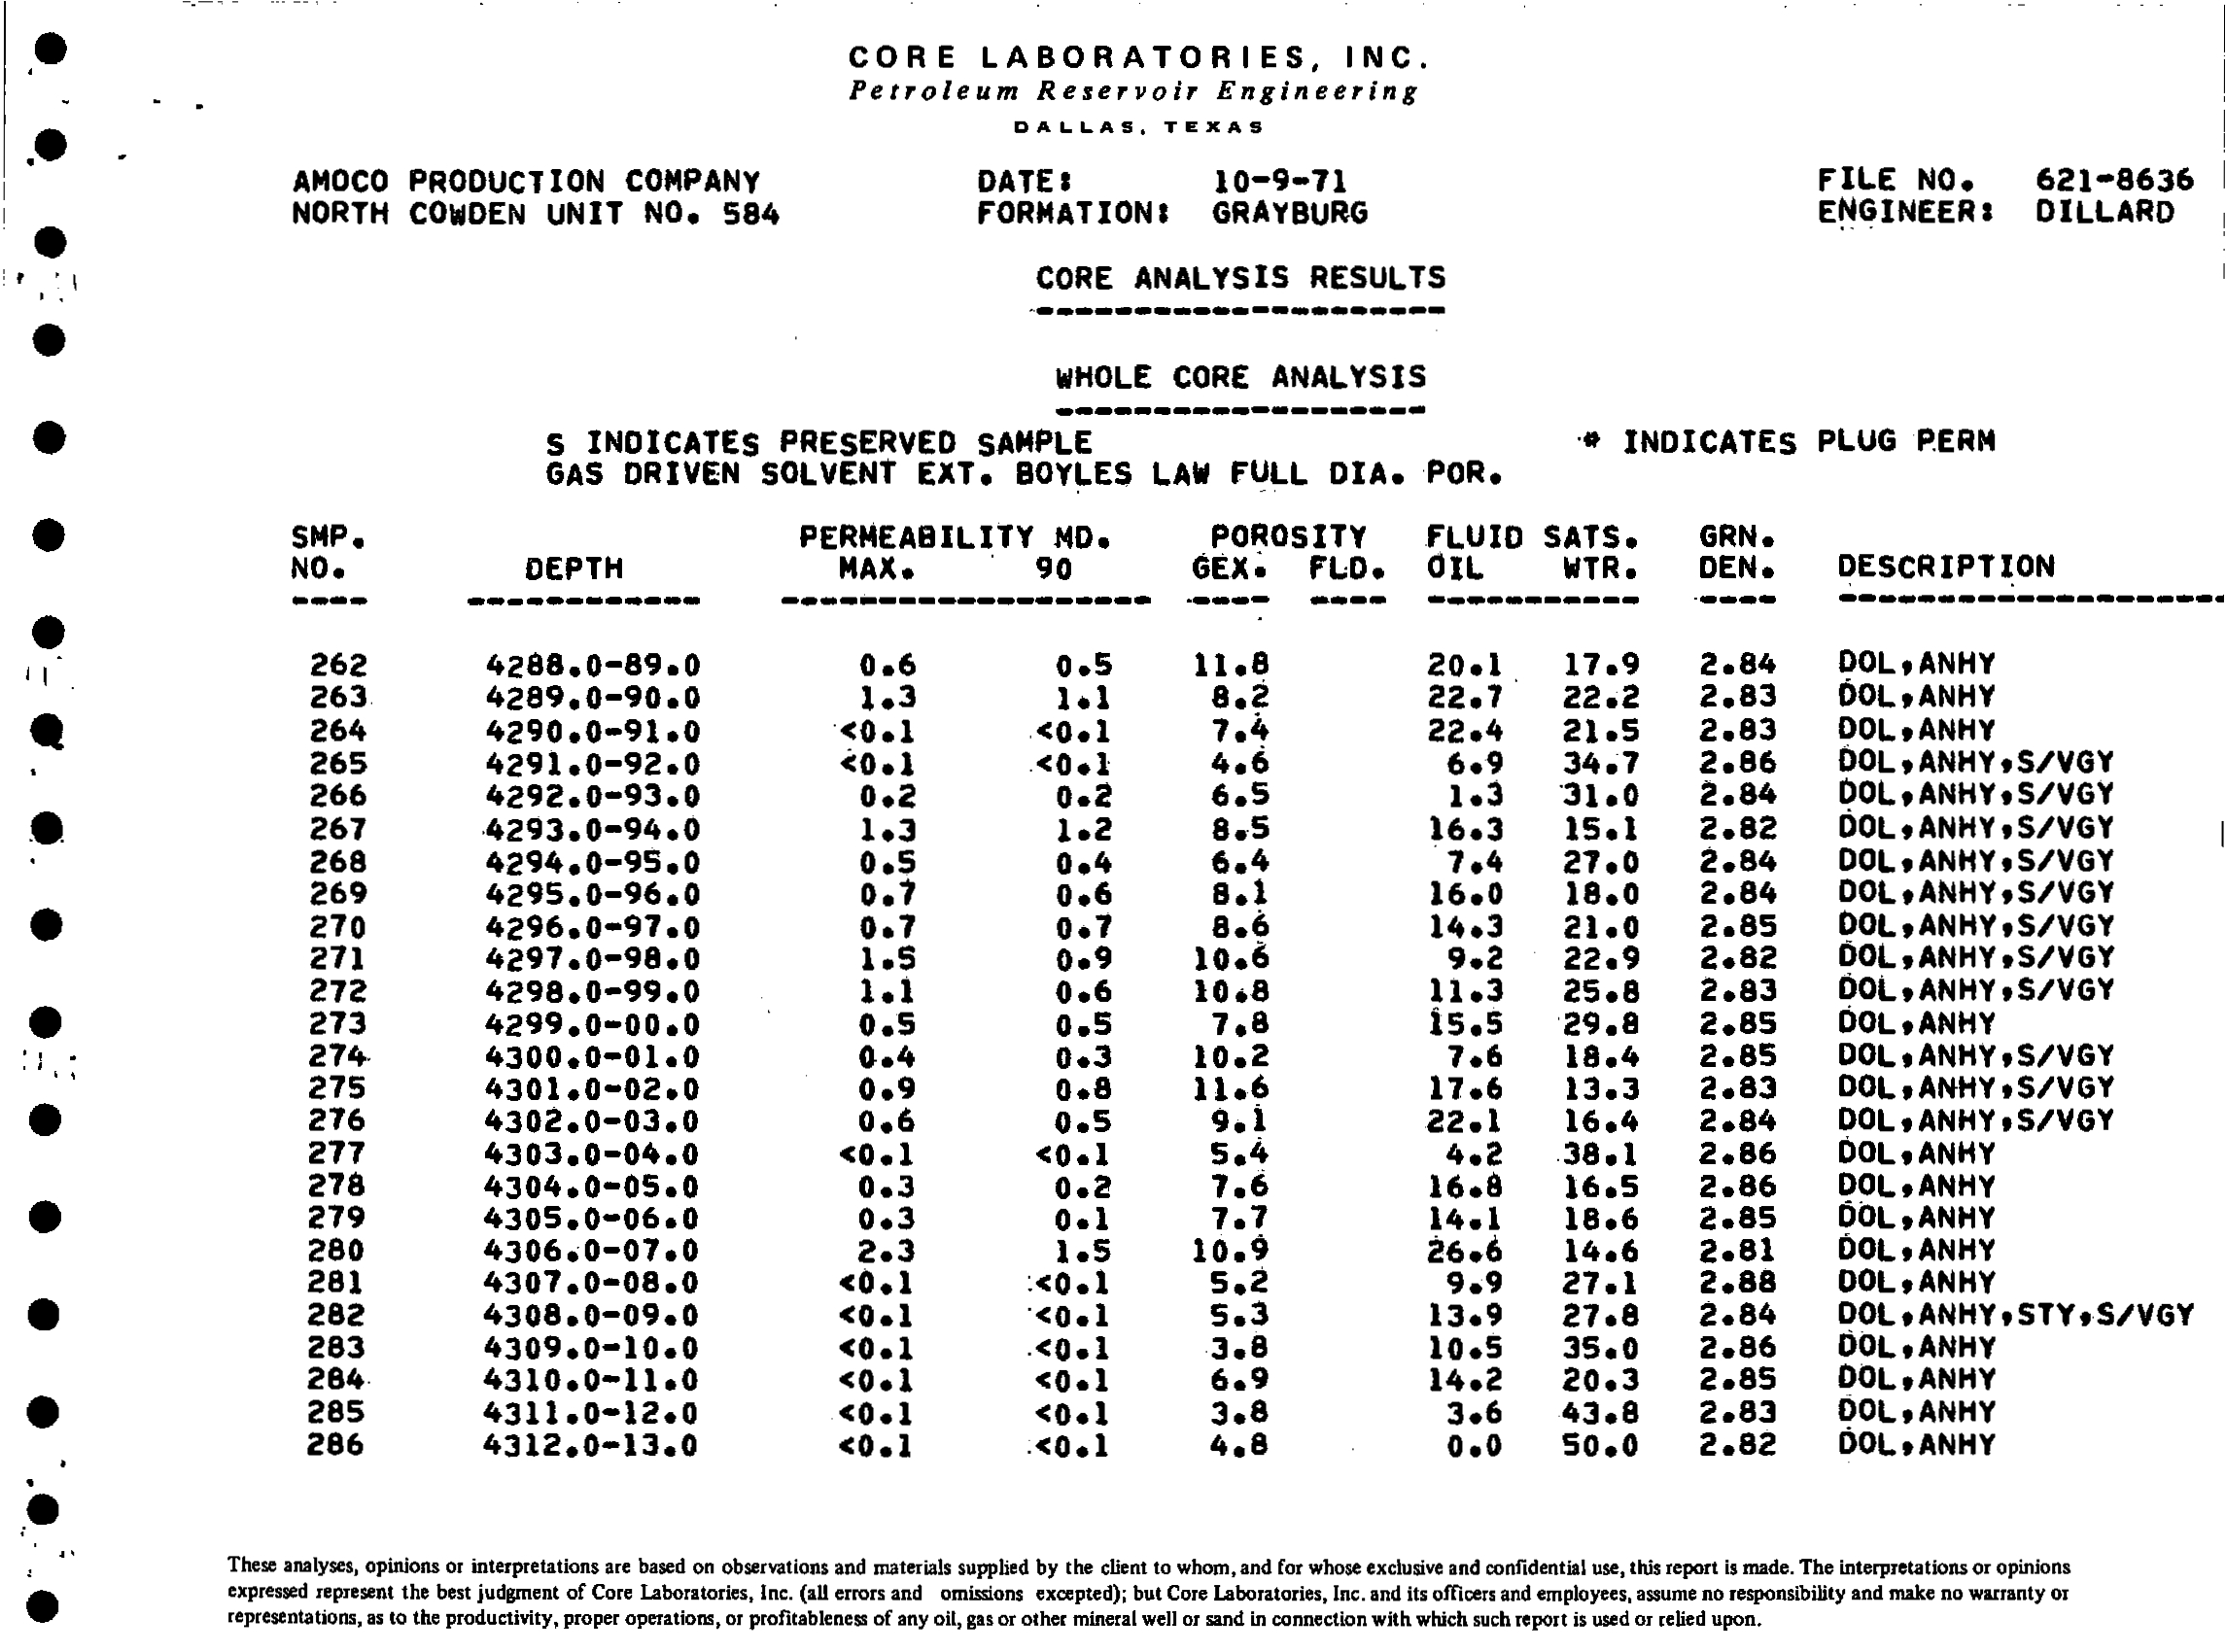 CORE LABORATORIES, INC.
Petroleum Reservoir Engineering
DALLAS, TEXAS
AMOCO PRODUCTION COMPANY DATE: 10-9-71 FILE NO. 621-8636
NORTH COWDEN UNIT NO. 584 FORMATION: GRAYBURG ENGINEER: DILLARD
CORE ANALYSIS RESULTS
WHOLE CORE ANALYSIS
S INDICATES PRESERVED SAMPLE * INDICATES PLUG PERM
GAS DRIVEN SOLVENT EXT. BOYLES LAW FULL DIA. POR.
SMP. PERMEABILITY MD. POROSITY FLUID SATS. GRN.
NO. DEPTH MAX. 90 GEX. FLD. OIL WTR. DEN. DESCRIPTION
262 4288.0-89.0 0.6 0.5 11.8 20.1 17.9 2.84 DOL,ANHY
263 4289.0-90.0 1.3 1.1 8.2 22.7 22.2 2.83 DOL,ANHY
264 4290.0-91.0 <0.1 <0.1 7.4 22.4 21.5 2.83 DOL,ANHY
265 4291.0-92.0 <0.1 <0.1 4.6 6.9 34.7 2.86 DOL,ANHY,S/VGY
266 4292.0-93.0 0.2 0.2 6.5 1.3 31.0 2.84 DOL,ANHY,S/VGY
267 4293.0-94.0 1.3 1.2 8.5 16.3 15.1 2.82 DOL,ANHY,S/VGY
268 4294.0-95.0 0.5 0.4 6.4 7.4 27.0 2.84 DOL,ANHY,S/VGY
269 4295.0-96.0 0.7 0.6 8.1 16.0 18.0 2.84 DOL,ANHY,S/VGY
270 4296.0-97.0 0.7 0.7 8.6 14.3 21.0 2.85 DOL,ANHY,S/VGY
271 4297.0-98.0 1.5 0.9 10.6 9.2 22.9 2.82 DOL,ANHY,S/VGY
272 4298.0-99.0 1.1 0.6 10.8 11.3 25.8 2.83 DOL,ANHY,S/VGY
273 4299.0-00.0 0.5 0.5 7.8 15.5 29.8 2.85 DOL,ANHY
274 4300.0-01.0 0.4 0.3 10.2 7.6 18.4 2.85 DOL,ANHY,S/VGY
275 4301.0-02.0 0.9 0.8 11.6 17.6 13.3 2.83 DOL,ANHY,S/VGY
276 4302.0-03.0 0.6 0.5 9.1 22.1 16.4 2.84 DOL,ANHY,S/VGY
277 4303.0-04.0 <0.1 <0.1 5.4 4.2 38.1 2.86 DOL,ANHY
278 4304.0-05.0 0.3 0.2 7.6 16.8 16.5 2.86 DOL,ANHY
279 4305.0-06.0 0.3 0.1 7.7 14.1 18.6 2.85 DOL,ANHY
280 4306.0-07.0 2.3 1.5 10.9 26.6 14.6 2.81 DOL,ANHY
281 4307.0-08.0 <0.1 <0.1 5.2 9.9 27.1 2.88 DOL,ANHY
282 4308.0-09.0 <0.1 <0.1 5.3 13.9 27.8 2.84 DOL,ANHY,STY,S/VGY
283 4309.0-10.0 <0.1 <0.1 3.8 10.5 35.0 2.86 DOL,ANHY
284 4310.0-11.0 <0.1 <0.1 6.9 14.2 20.3 2.85 DOL,ANHY
285 4311.0-12.0 <0.1 <0.1 3.8 3.6 43.8 2.83 DOL,ANHY
286 4312.0-13.0 <0.1 <0.1 4.8 0.0 50.0 2.82 DOL,ANHY
These analyses, opinions or interpretations are based on observations and materials supplied by the client to whom, and for whose exclusive and confidential use, this report is made. The interpretations or opinions
expressed represent the best judgment of Core Laboratories, Inc. (all errors and omissions excepted); but Core Laboratories, Inc. and its officers and employees, assume no responsibility and make no warranty or
representations, as to the productivity, proper operations, or profitableness of any oil, gas or other mineral well or sand in connection with which such report is used or relied upon.